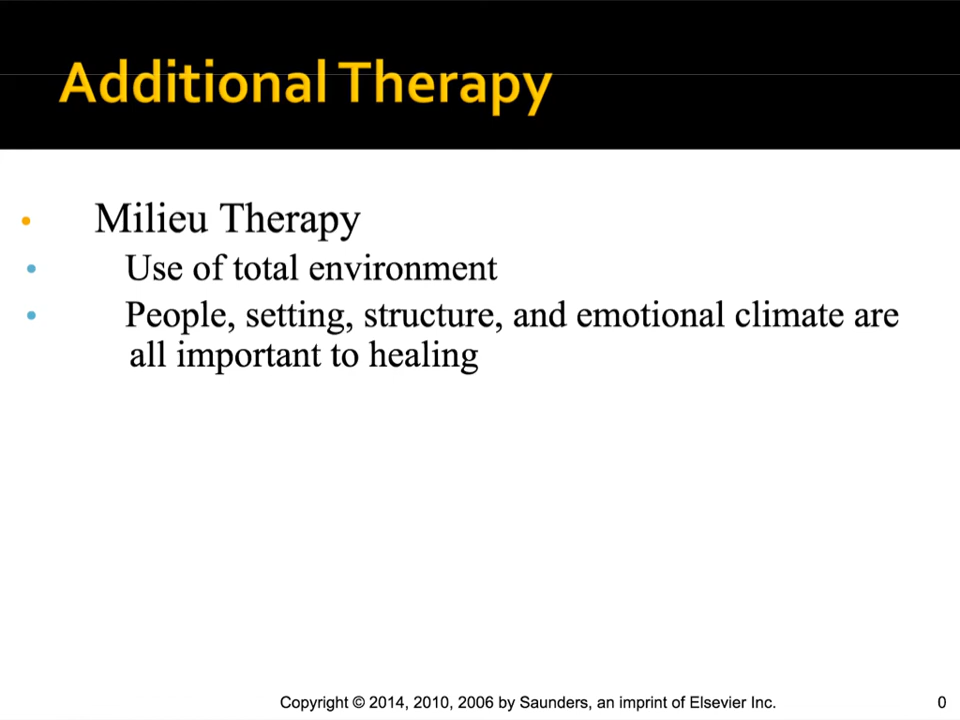 Additional Therapy
• Milieu Therapy
• Use of total environment
• People, setting, structure, and emotional climate are
all important to healing
Copyright © 2014, 2010, 2006 by Saunders, an imprint of Elsevier Inc. 0